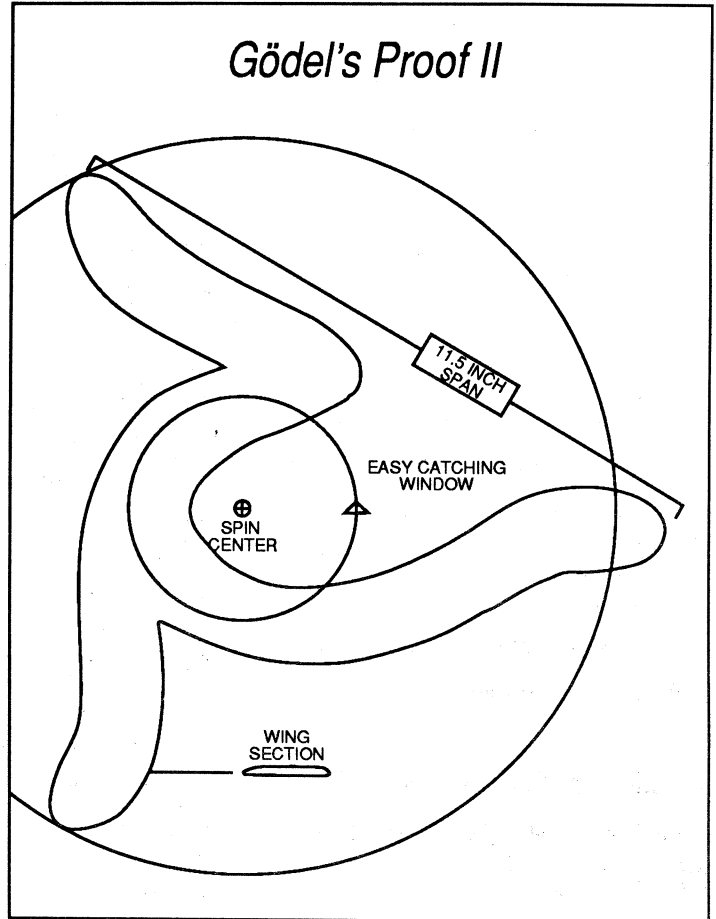 Gödel's Proof II
11.5 INCH
SPAN
EASY CATCHING
WINDOW
SPIN
CENTER
WING
SECTION